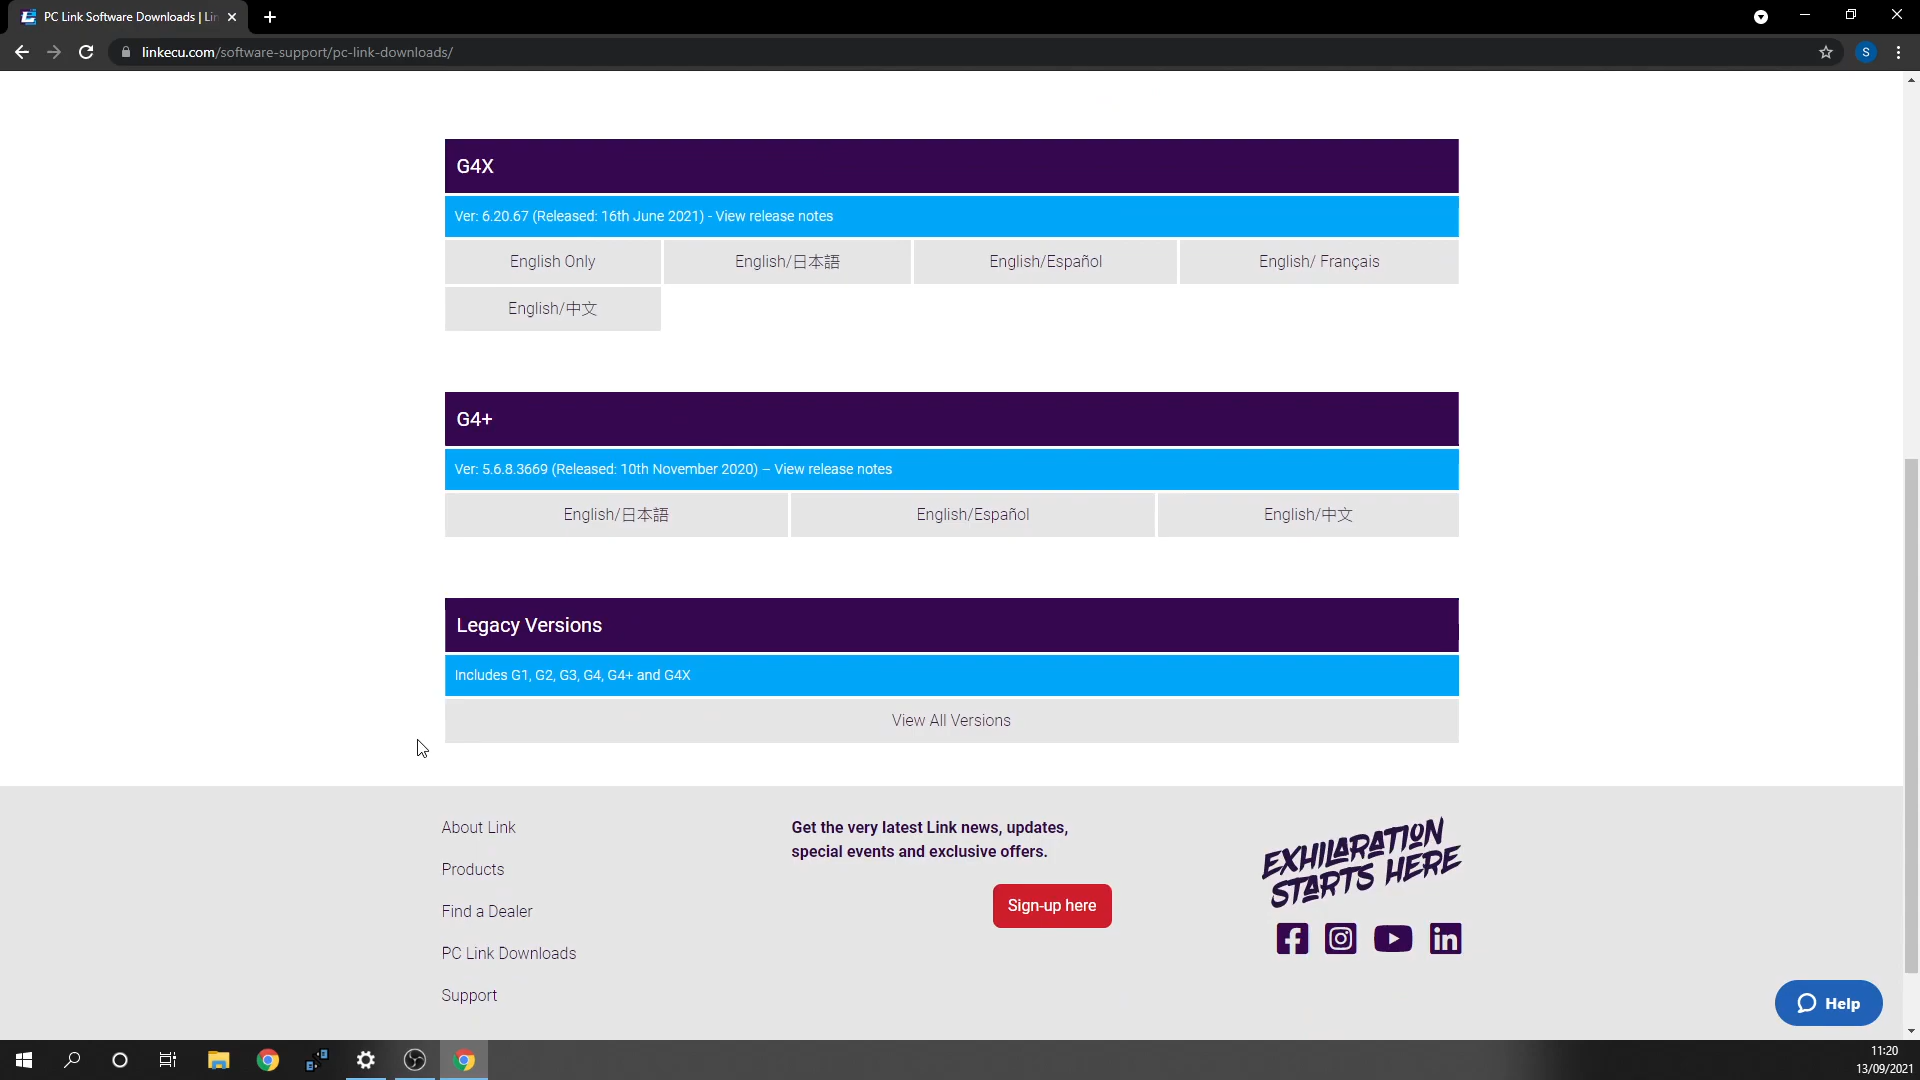 PC Link Software Downloads | Lin
linkecu.com/software-support/pc-link-downloads/
S
G4X
Ver: 6.20.67 (Released: 16th June 2021) - View release notes
English Only
English/日本語
English/Español
English/ Français
English/中文
G4+
Ver: 5.6.8.3669 (Released: 10th November 2020) – View release notes
English/日本語
English/Español
English/中文
Legacy Versions
Includes G1, G2, G3, G4, G4+ and G4X
View All Versions
About Link
Products
Find a Dealer
PC Link Downloads
Support
Get the very latest Link news, updates,
special events and exclusive offers.
Sign-up here
EXHILARATION
STARTS HERE
Help
11:20
13/09/2021